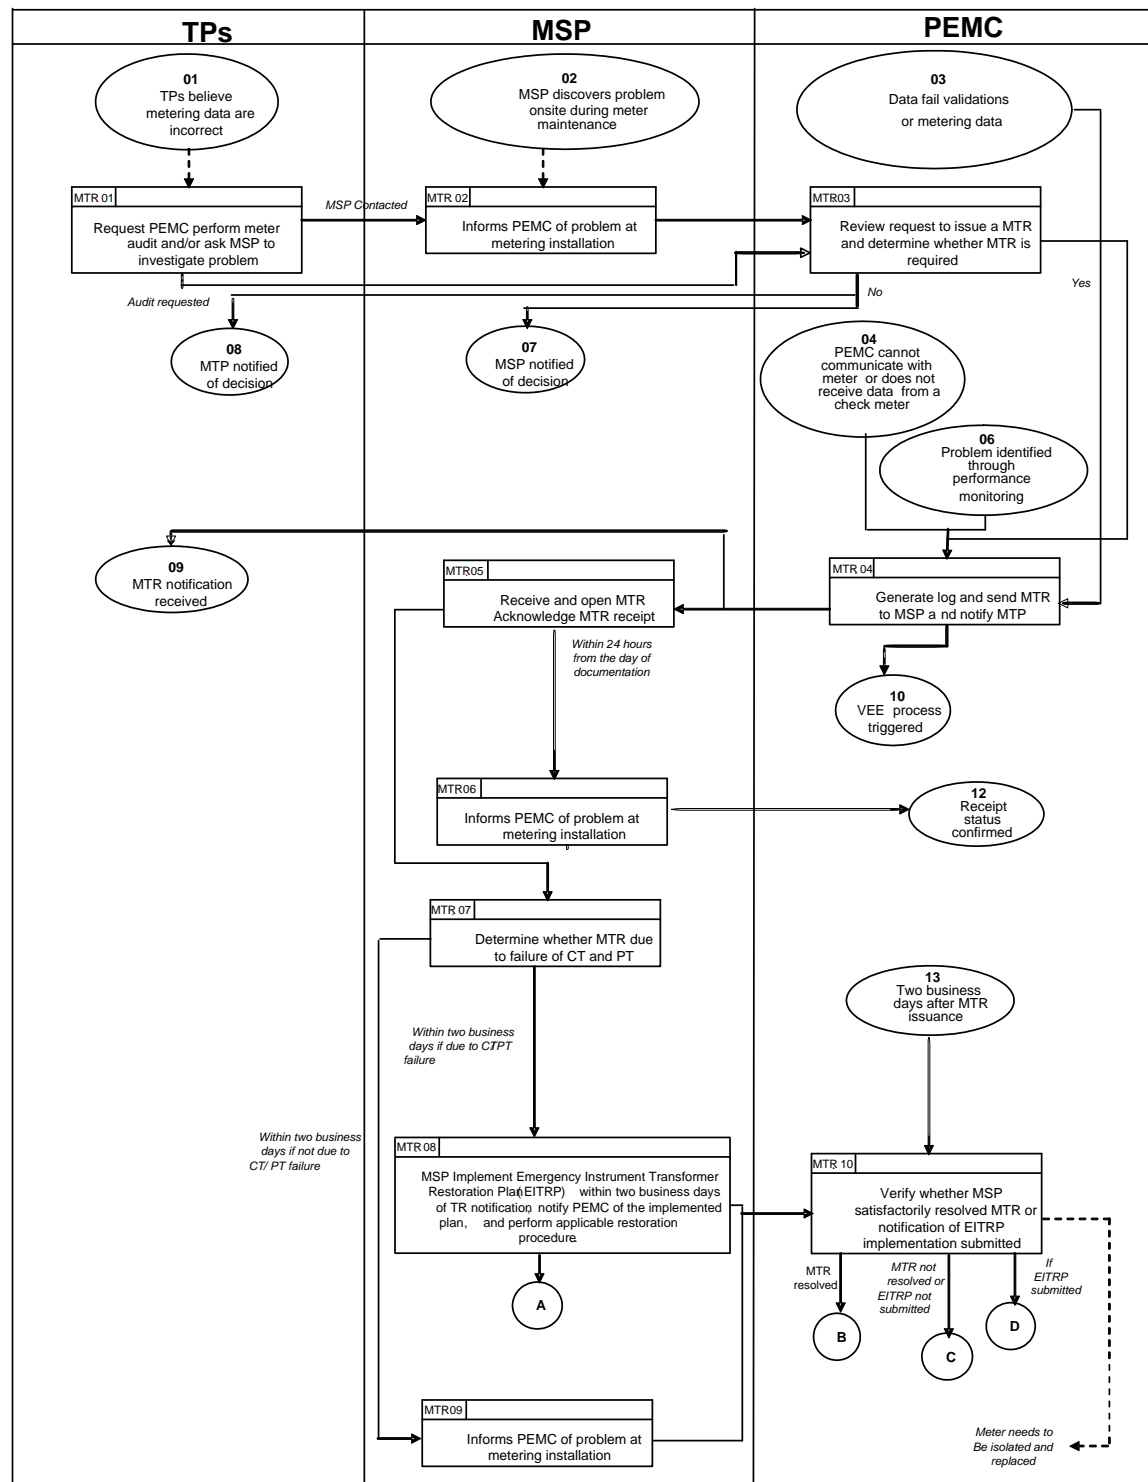 TPs
MSP
PEMC
01
TPs believe
metering data are
incorrect
02
MSP discovers problem
onsite during meter
maintenance
03
Data fail validations
or metering data
MTR 01
Request PEMC perform meter
audit and/or ask MSP to
investigate problem
MSP Contacted
MTR 02
Informs PEMC of problem at
metering installation
MTR03
Review request to issue a MTR
and determine whether MTR is
required
Audit requested
No
Yes
08
MTP notified
of decision
07
MSP notified
of decision
04
PEMC cannot
communicate with
meter or does not
receive data from a
check meter
06
Problem identified
through
performance
monitoring
09
MTR notification
received
MTR05
Receive and open MTR
Acknowledge MTR receipt
MTR 04
Generate log and send MTR
to MSP a nd notify MTP
Within 24 hours
from the day of
documentation
10
VEE process
triggered
MTR06
Informs PEMC of problem at
metering installation
12
Receipt
status
confirmed
MTR 07
Determine whether MTR due
to failure of CT and PT
13
Two business
days after MTR
issuance
Within two business
days if due to CTPT
failure
Within two business
days if not due to
CT/ PT failure
MTR 08
MSP Implement Emergency Instrument Transformer
Restoration Plan(EITRP) within two business days
of TR notification, notify PEMC of the implemented
plan, and perform applicable restoration
procedure.
MTR 10
Verify whether MSP
satisfactorily resolved MTR or
notification of EITRP
implementation submitted
MTR
resolved
MTR not
resolved or
EITRP not
submitted
If
EITRP
submitted
A
B
C
D
MTR09
Informs PEMC of problem at
metering installation
Meter needs to
Be isolated and
replaced